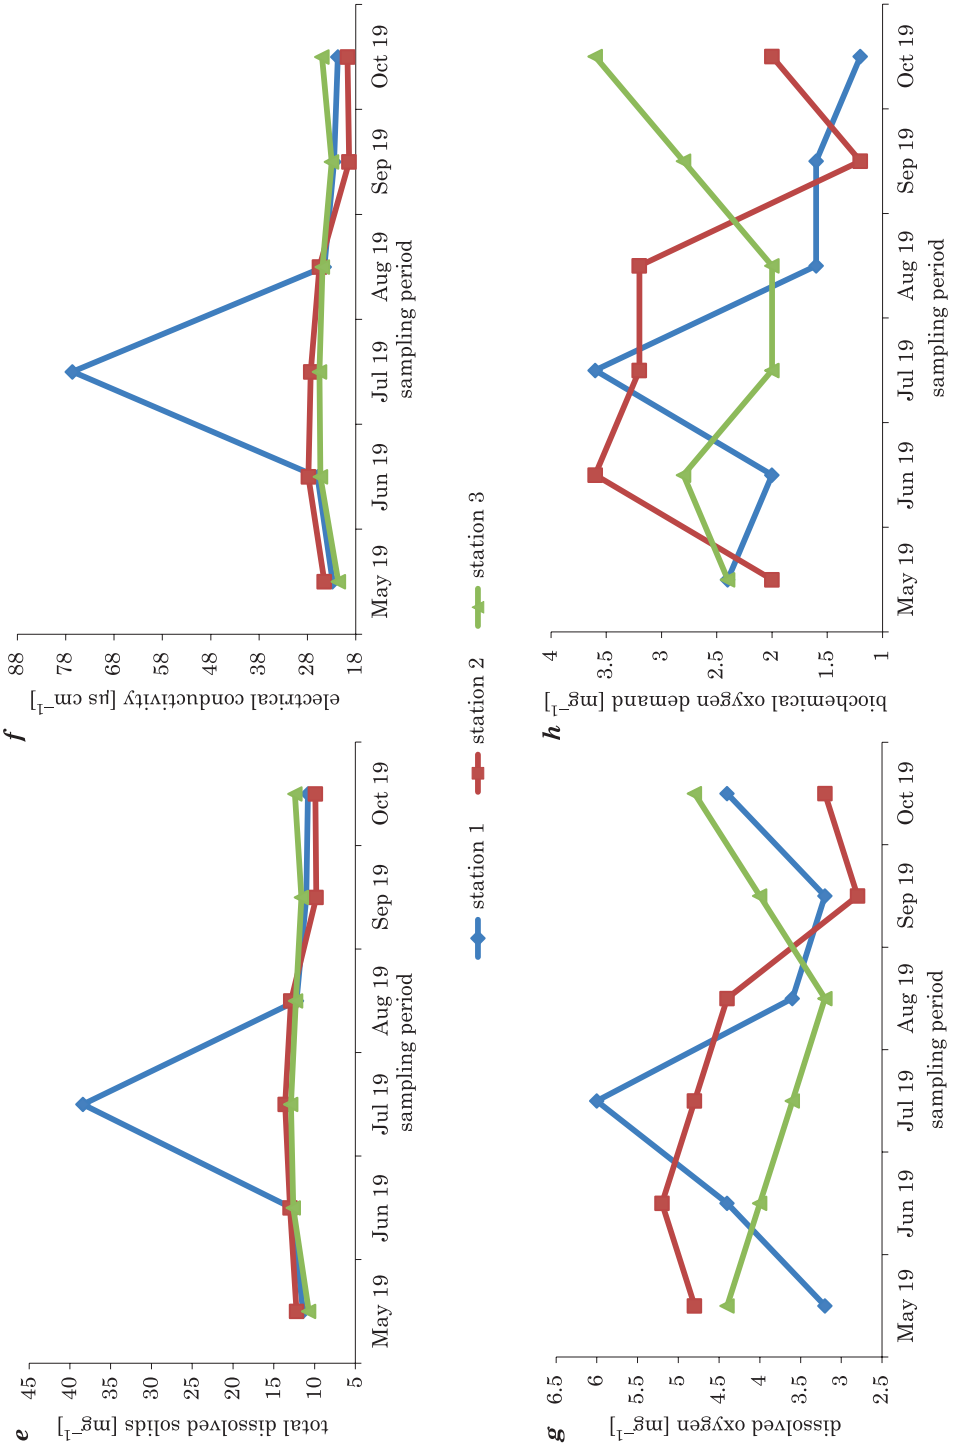 e
total dissolved solids [mg⁻¹]
45
40
35
30
25
20
15
10
5
May 19
Jun 19
Jul 19
Aug 19
Sep 19
Oct 19
sampling period
f
electrical conductivity [µs cm⁻¹]
88
78
68
58
48
38
28
18
May 19
Jun 19
Jul 19
Aug 19
Sep 19
Oct 19
sampling period
station 1
station 2
station 3
g
dissolved oxygen [mg⁻¹]
6.5
6
5.5
5
4.5
4
3.5
3
2.5
May 19
Jun 19
Jul 19
Aug 19
Sep 19
Oct 19
sampling period
h
biochemical oxygen demand [mg⁻¹]
4
3.5
3
2.5
2
1.5
1
May 19
Jun 19
Jul 19
Aug 19
Sep 19
Oct 19
sampling period